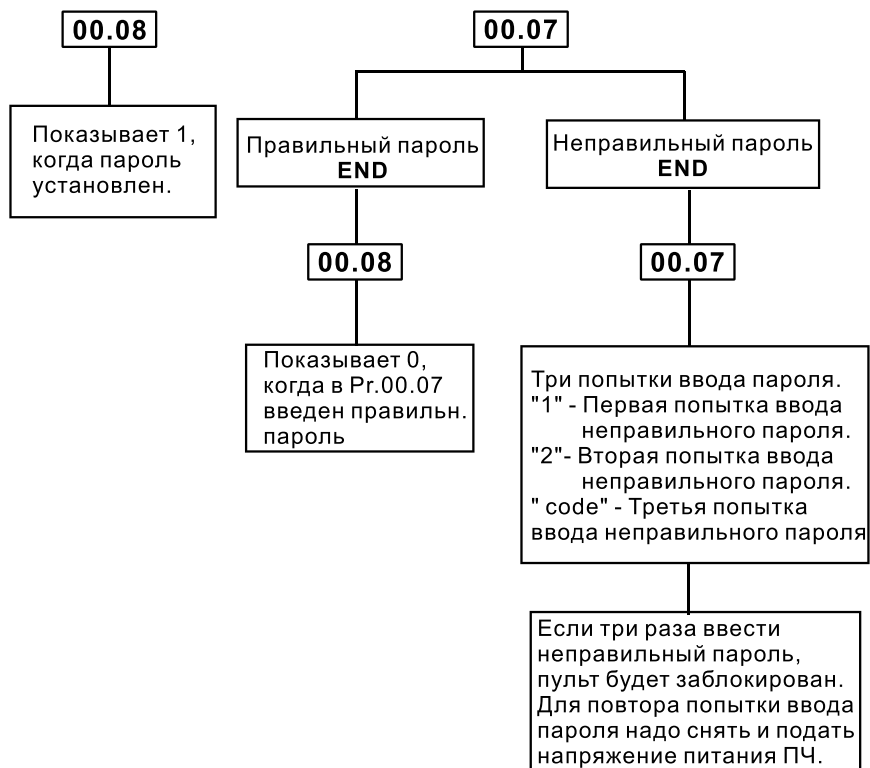 00.08
00.07
Показывает 1,
когда пароль
установлен.
Правильный пароль
END
Неправильный пароль
END
00.08
00.07
Показывает 0,
когда в Pr.00.07
введен правильн.
пароль
Три попытки ввода пароля.
"1" - Первая попытка ввода
неправильного пароля.
"2"- Вторая попытка ввода
неправильного пароля.
" code" - Третья попытка
ввода неправильного пароля
Если три раза ввести
неправильный пароль,
пульт будет заблокирован.
Для повтора попытки ввода
пароля надо снять и подать
напряжение питания ПЧ.